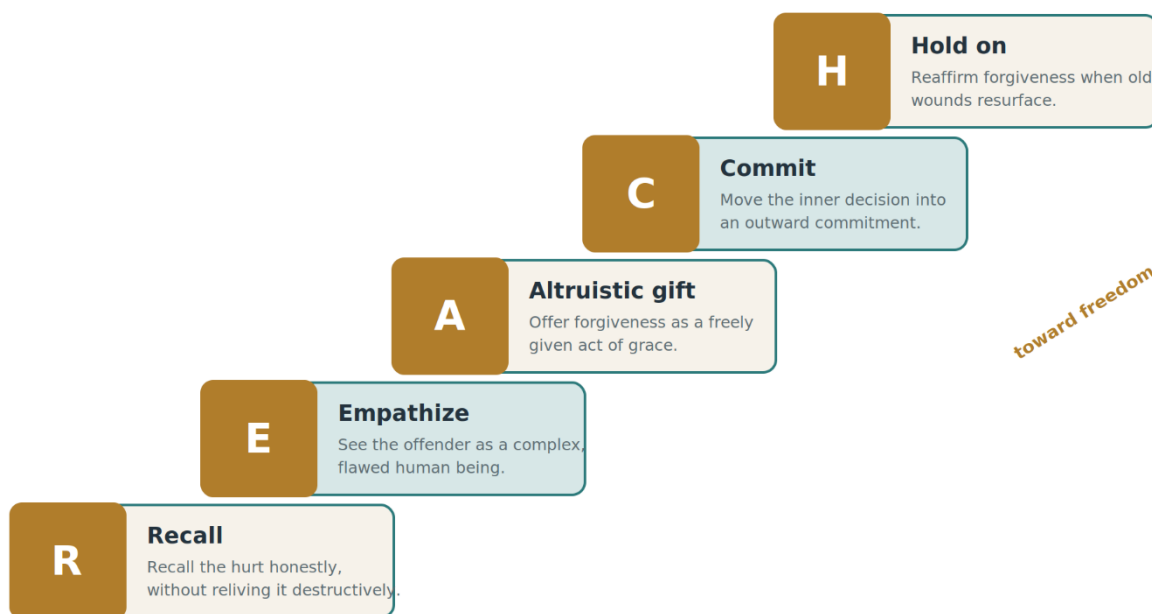 H
Hold on
Reaffirm forgiveness when old
wounds resurface.
C
Commit
Move the inner decision into
an outward commitment.
A
Altruistic gift
Offer forgiveness as a freely
given act of grace.
toward freedom
E
Empathize
See the offender as a complex,
flawed human being.
R
Recall
Recall the hurt honestly,
without reliving it destructively.